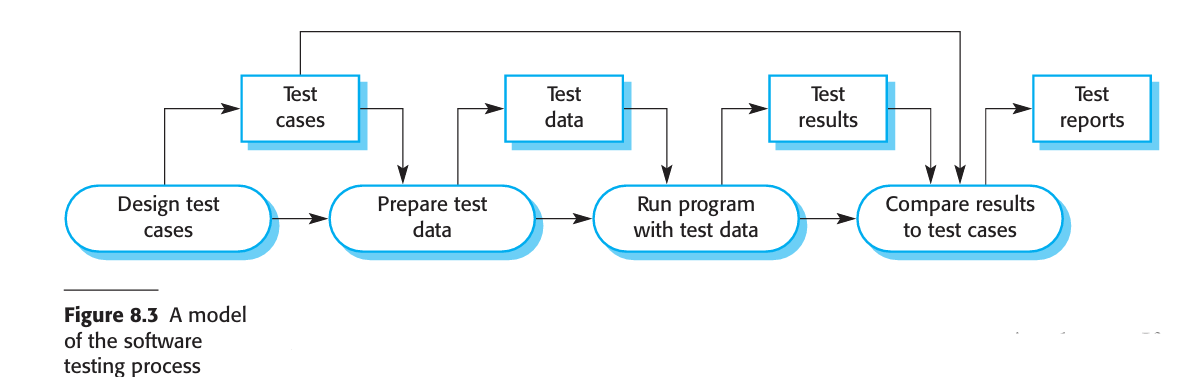 Test
cases
Test
data
Test
results
Test
reports
Design test
cases
Prepare test
data
Run program
with test data
Compare results
to test cases
Figure 8.3 A model
of the software
testing process